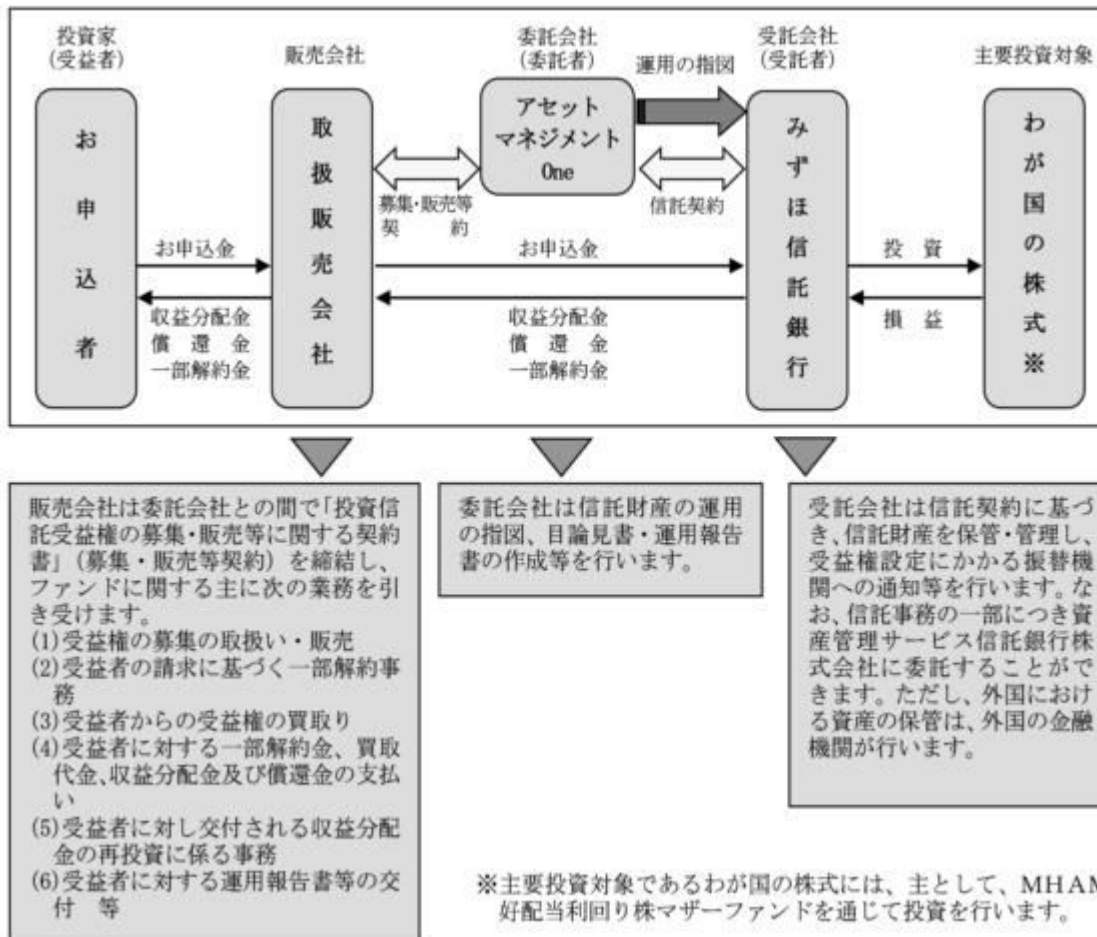 投資家
(受益者)
販売会社
委託会社
(委託者)
運用の指図
受託会社
(受託者)
主要投資対象
お申込者
取扱販売会社
アセット
マネジメント
One
みずほ信託銀行
わが国の株式※
募集・販売等
契 約
信託契約
お申込金
お申込金
投 資
収益分配金
償 還 金
一部解約金
収益分配金
償 還 金
一部解約金
損 益
販売会社は委託会社との間で「投資信
託受益権の募集・販売等に関する契約
書」(募集・販売等契約)を締結し、
ファンドに関する主に次の業務を引
き受けます。
(1)受益権の募集の取扱い・販売
(2)受益者の請求に基づく一部解約事
務
(3)受益者からの受益権の買取り
(4)受益者に対する一部解約金、買取
代金、収益分配金及び償還金の支払
い
(5)受益者に対し交付される収益分配
金の再投資に係る事務
(6)受益者に対する運用報告書等の交
付 等
委託会社は信託財産の運用
の指図、目論見書・運用報告
書の作成等を行います。
受託会社は信託契約に基づ
き、信託財産を保管・管理し、
受益権設定にかかる振替機
関への通知等を行います。な
お、信託事務の一部につき資
産管理サービス信託銀行株
式会社に委託することがで
きます。ただし、外国におけ
る資産の保管は、外国の金融
機関が行います。
※主要投資対象であるわが国の株式には、主として、MHAM
好配当利回り株マザーファンドを通じて投資を行います。